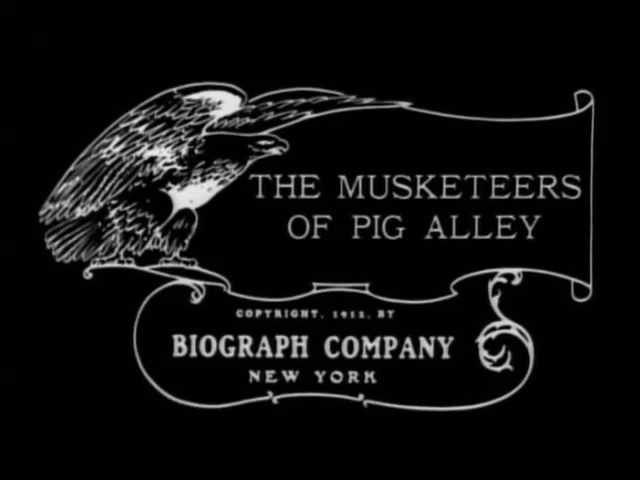 THE MUSKETEERS
OF PIG ALLEY
COPYRIGHT, 1912, BY
BIOGRAPH COMPANY
NEW YORK